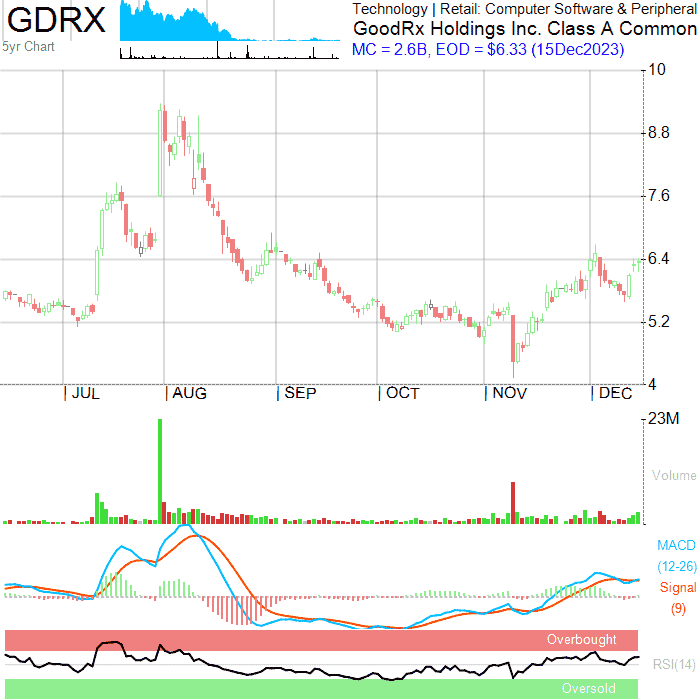 GDRX
5yr Chart
Technology | Retail: Computer Software & Peripheral
GoodRx Holdings Inc. Class A Common
MC = 2.6B, EOD = $6.33 (15Dec2023)
10
8.8
7.6
6.4
5.2
4
| JUL | AUG | SEP | OCT | NOV | DEC
23M
Volume
MACD
(12-26)
Signal
(9)
Overbought
RSI(14)
Oversold